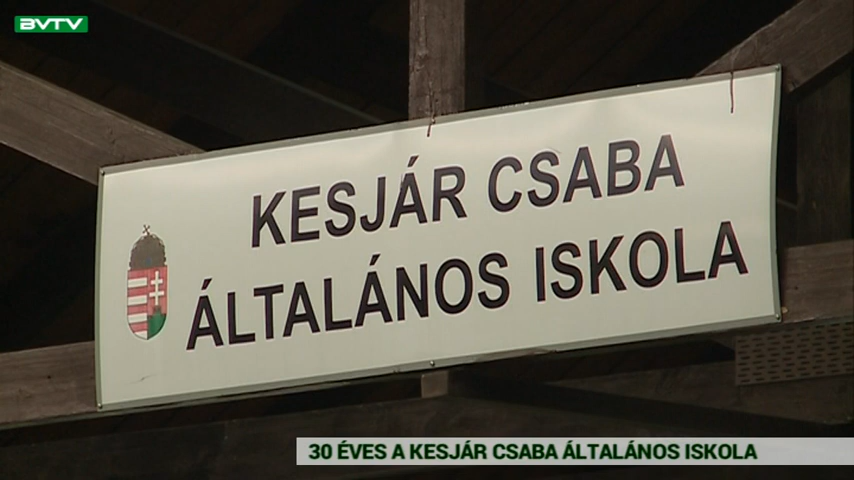 BVTV
KESJÁR CSABA
ÁLTALÁNOS ISKOLA
30 ÉVES A KESJÁR CSABA ÁLTALÁNOS ISKOLA